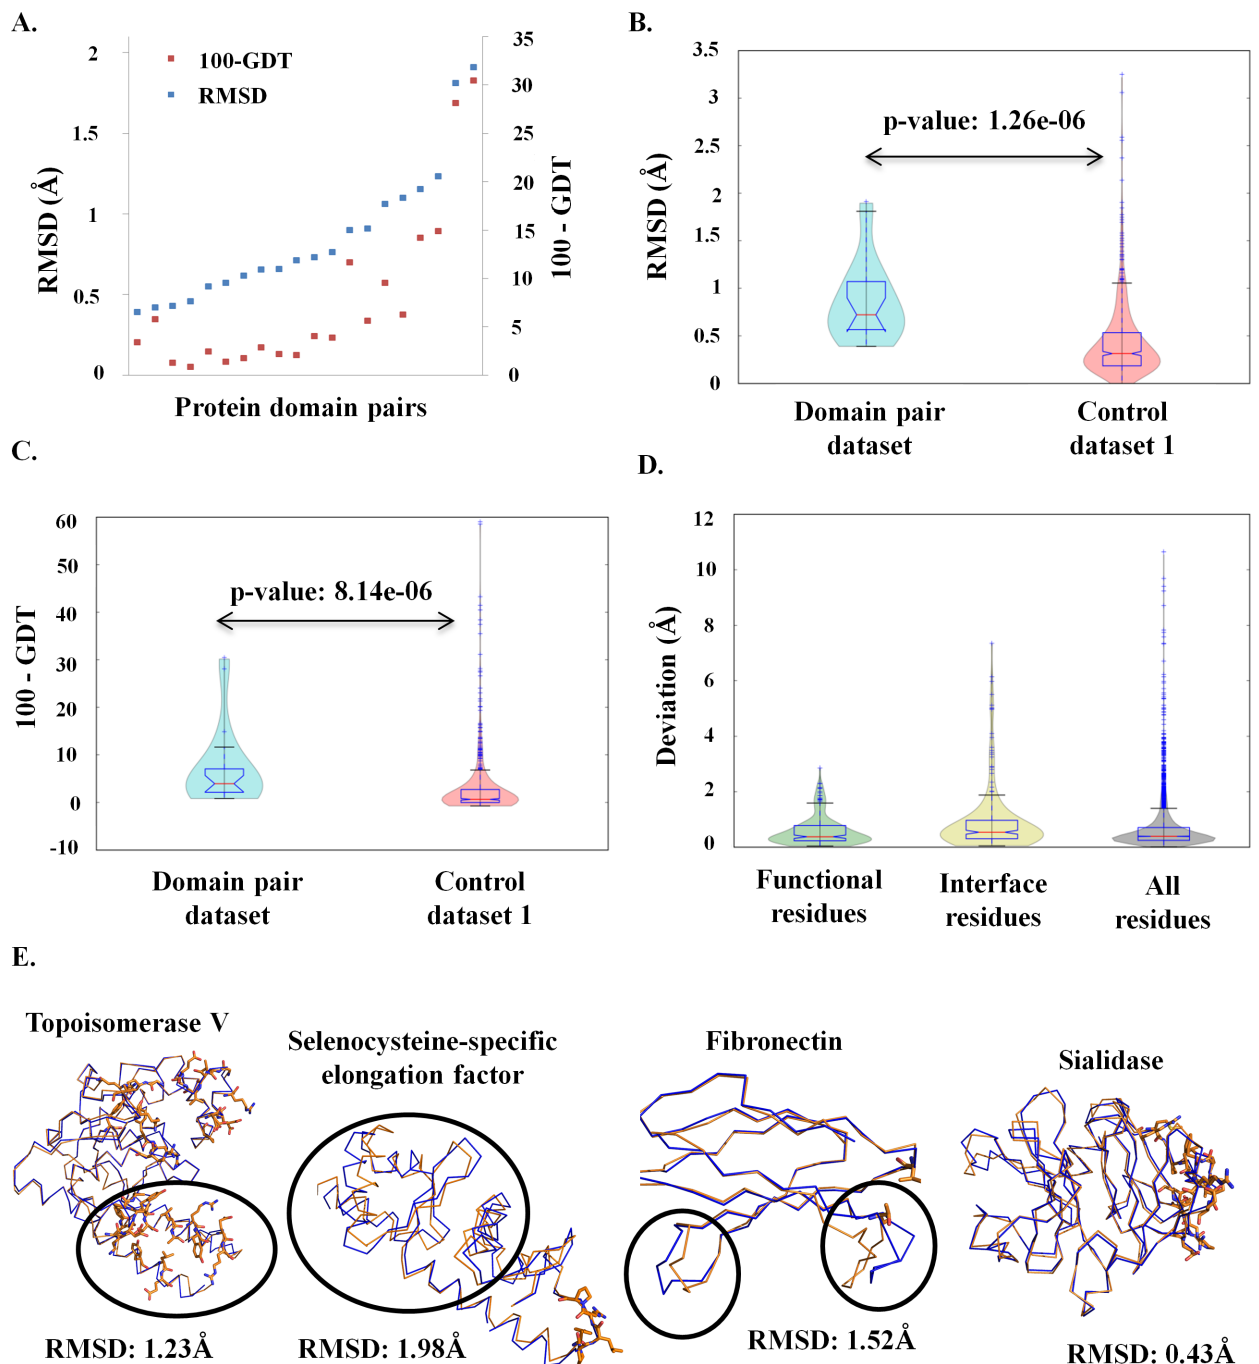 A.
2
1.5
1
0.5
0
RMSD (Å)
100-GDT
RMSD
35
30
25
20
15
10
5
0
100 - GDT
Protein domain pairs
B.
3.5
3
2.5
2
1.5
1
0.5
0
RMSD (Å)
p-value: 1.26e-06
Domain pair
dataset
Control
dataset 1
C.
60
50
40
30
20
10
0
-10
100 - GDT
p-value: 8.14e-06
Domain pair
dataset
Control
dataset 1
D.
12
10
8
6
4
2
0
Deviation (Å)
Functional
residues
Interface
residues
All
residues
E.
Topoisomerase V
RMSD: 1.23Å
Selenocysteine-specific
elongation factor
RMSD: 1.98Å
Fibronectin
RMSD: 1.52Å
Sialidase
RMSD: 0.43Å